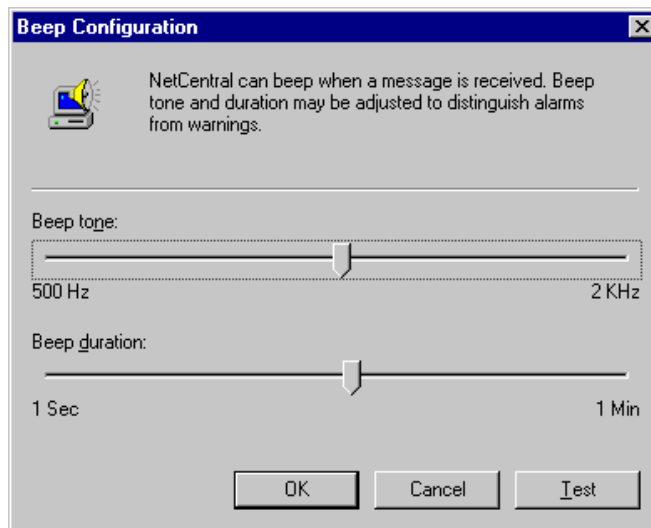 Beep Configuration
NetCentral can beep when a message is received. Beep
tone and duration may be adjusted to distinguish alarms
from warnings.
Beep tone:
500 Hz 2 KHz
Beep duration:
1 Sec 1 Min
OK Cancel Test